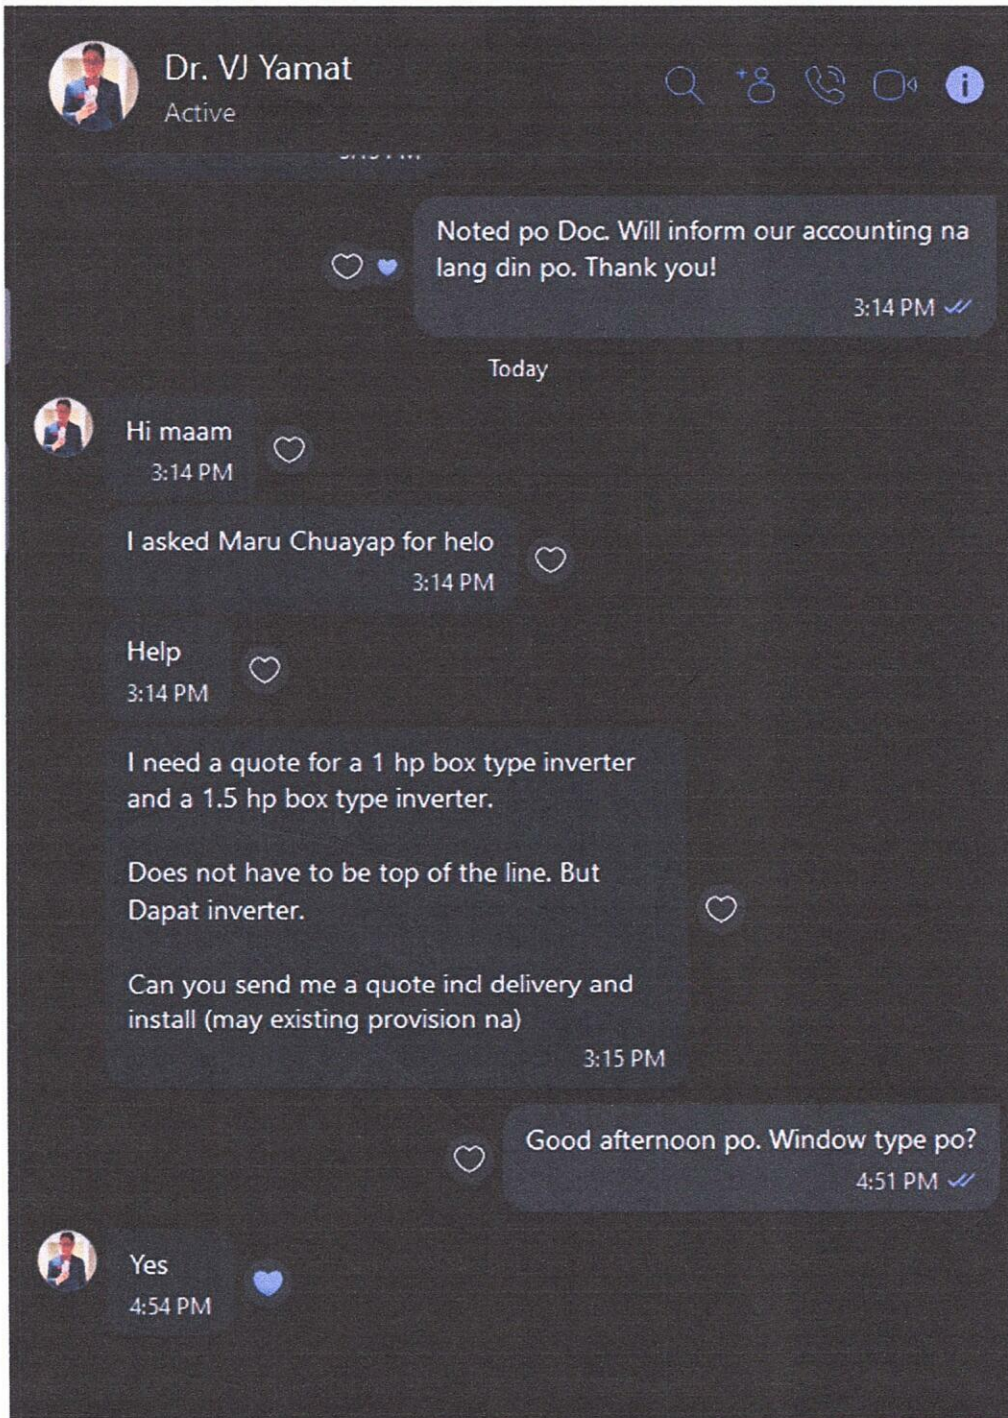 Dr. VJ Yamat
Active
Noted po Doc. Will inform our accounting na
lang din po. Thank you!
3:14 PM
Today
Hi maam
3:14 PM
I asked Maru Chuayap for helo
3:14 PM
Help
3:14 PM
I need a quote for a 1 hp box type inverter
and a 1.5 hp box type inverter.
Does not have to be top of the line. But
Dapat inverter.
Can you send me a quote incl delivery and
install (may existing provision na)
3:15 PM
Good afternoon po. Window type po?
4:51 PM
Yes
4:54 PM